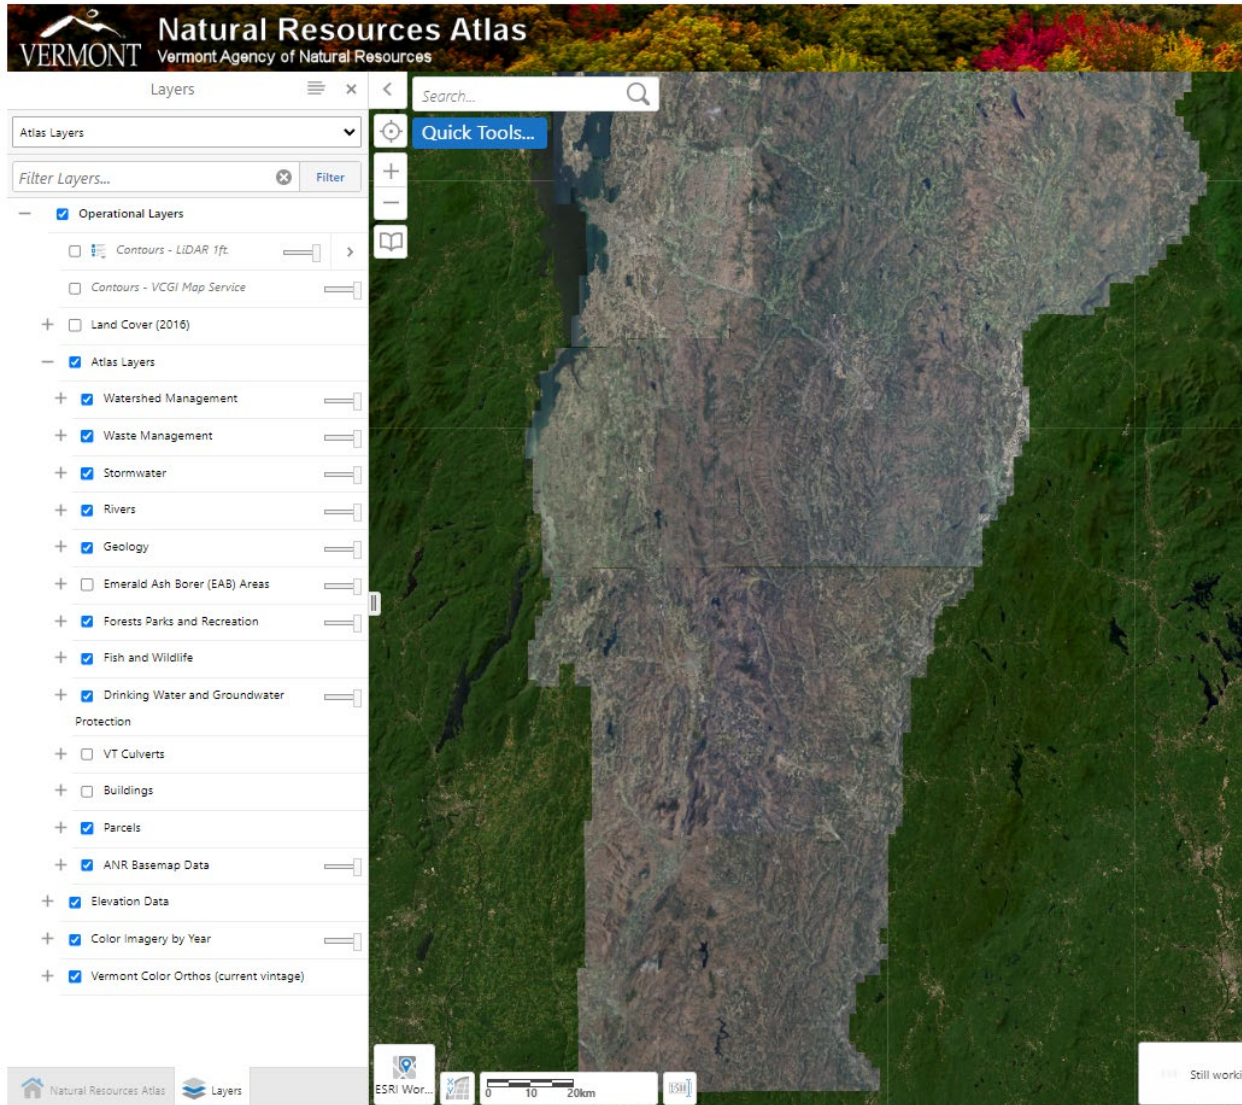 VERMONT
Natural Resources Atlas
Vermont Agency of Natural Resources
Layers
Search...
Atlas Layers
Quick Tools...
Filter Layers...
Filter
Operational Layers
Contours - LiDAR 1ft.
Contours - VCGI Map Service
Land Cover (2016)
Atlas Layers
Watershed Management
Waste Management
Stormwater
Rivers
Geology
Emerald Ash Borer (EAB) Areas
Forests Parks and Recreation
Fish and Wildlife
Drinking Water and Groundwater
Protection
VT Culverts
Buildings
Parcels
ANR Basemap Data
Elevation Data
Color Imagery by Year
Vermont Color Orthos (current vintage)
Natural Resources Atlas
Layers
ESRI Wor...
0 10 20km
Still worki